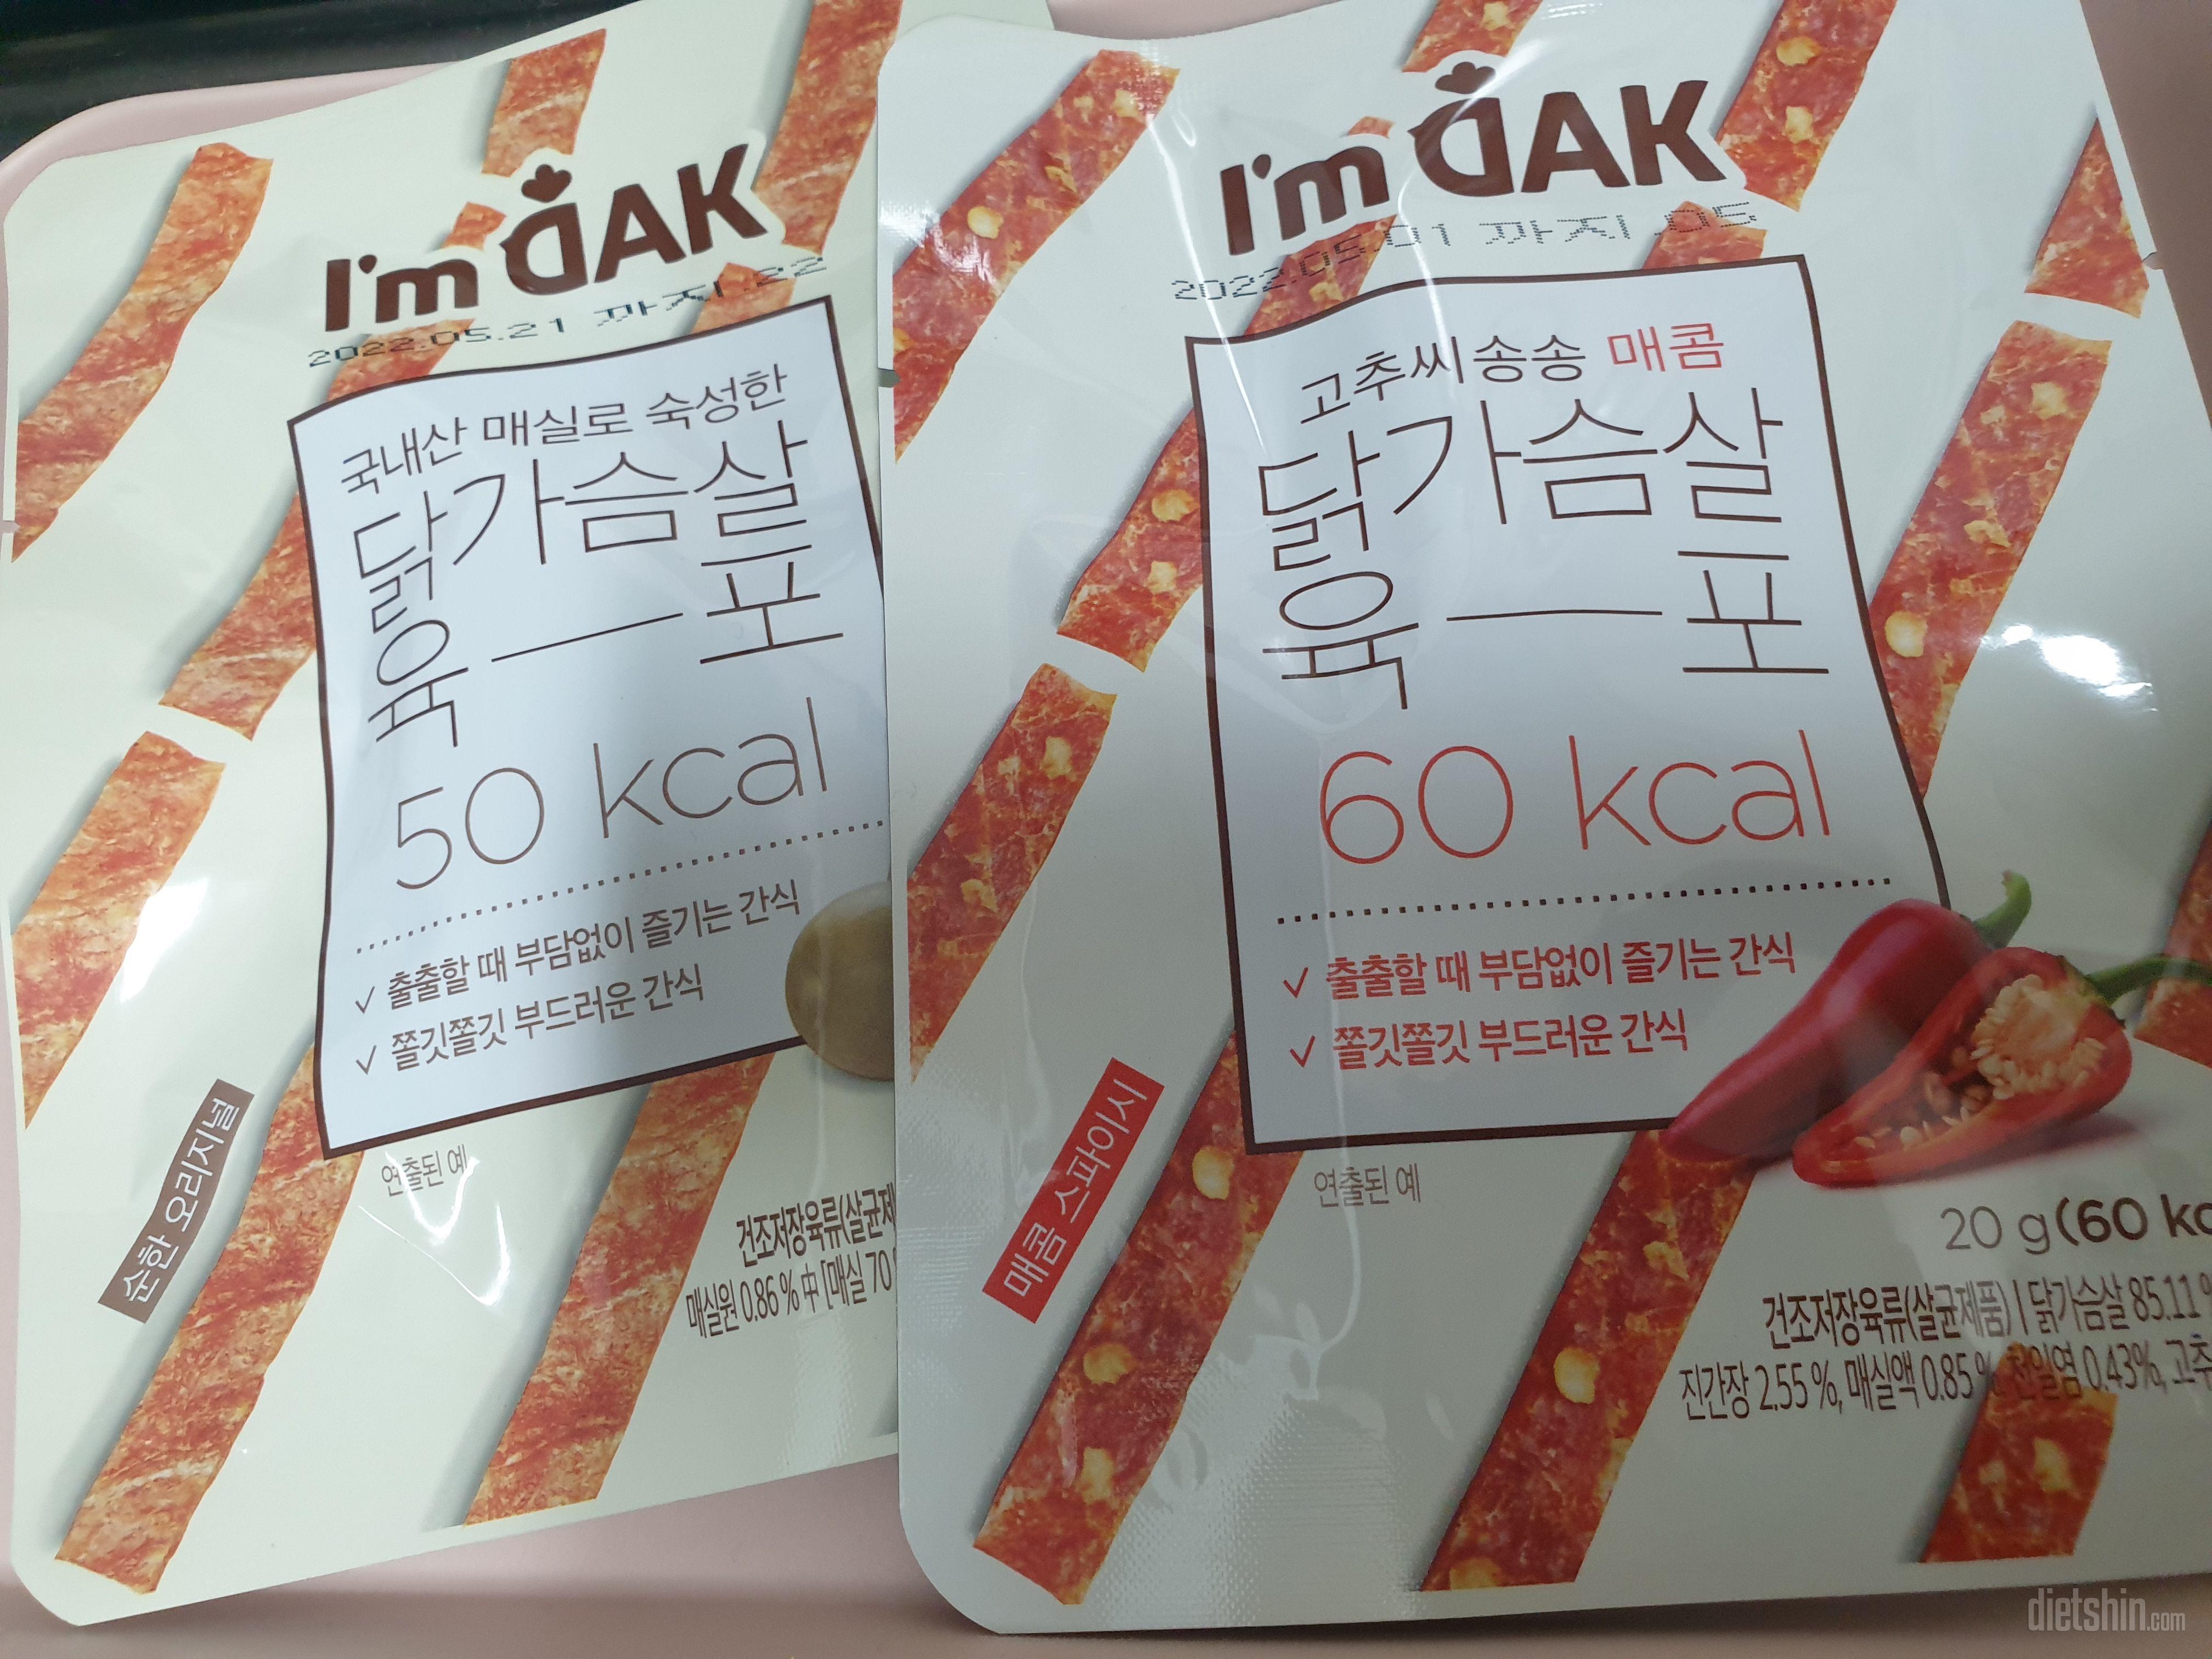 I'm DAK
2022.05.21 까지 .22
국내산 매실로 숙성한
닭가슴살
육 — 포
50 kcal
✓ 출출할 때 부담없이 즐기는 간식
✓ 쫄깃쫄깃 부드러운 간식
순한 오리지널
연출된 예
건조저장육류(살균제
매실원 0.86 % 中 [매실 70
I'm DAK
2022.05.01 까지 .05
고추씨 송송 매콤
닭가슴살
육 — 포
60 kcal
✓ 출출할 때 부담없이 즐기는 간식
✓ 쫄깃쫄깃 부드러운 간식
매콤 스파이시
연출된 예
20 g(60 kc
건조저장육류(살균제품) | 닭가슴살 85.11 %
진간장 2.55 %, 매실액 0.85 %, 천일염 0.43%, 고추
dietshin.com